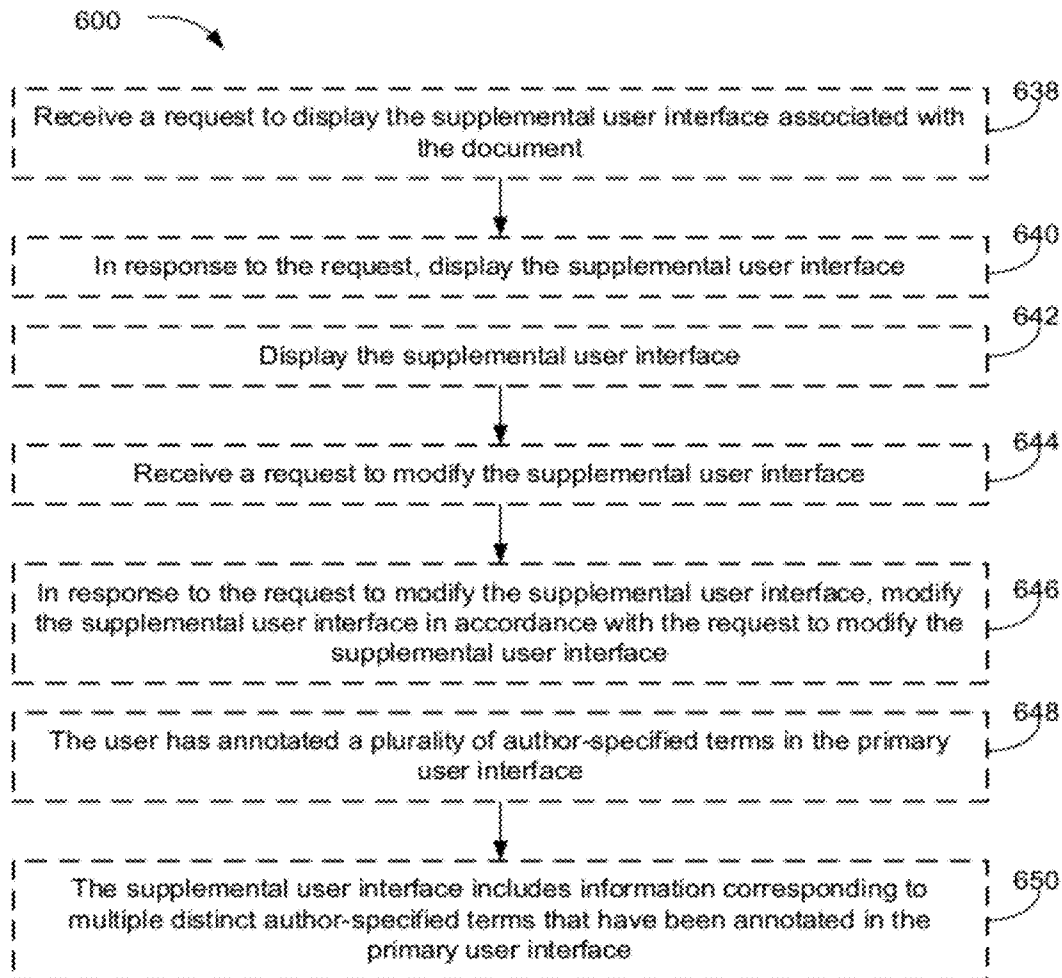 600
638
Receive a request to display the supplemental user interface associated with
the document
640
In response to the request, display the supplemental user interface
642
Display the supplemental user interface
644
Receive a request to modify the supplemental user interface
646
In response to the request to modify the supplemental user interface, modify
the supplemental user interface in accordance with the request to modify the
supplemental user interface
648
The user has annotated a plurality of author-specified terms in the primary
user interface
650
The supplemental user interface includes information corresponding to
multiple distinct author-specified terms that have been annotated in the
primary user interface